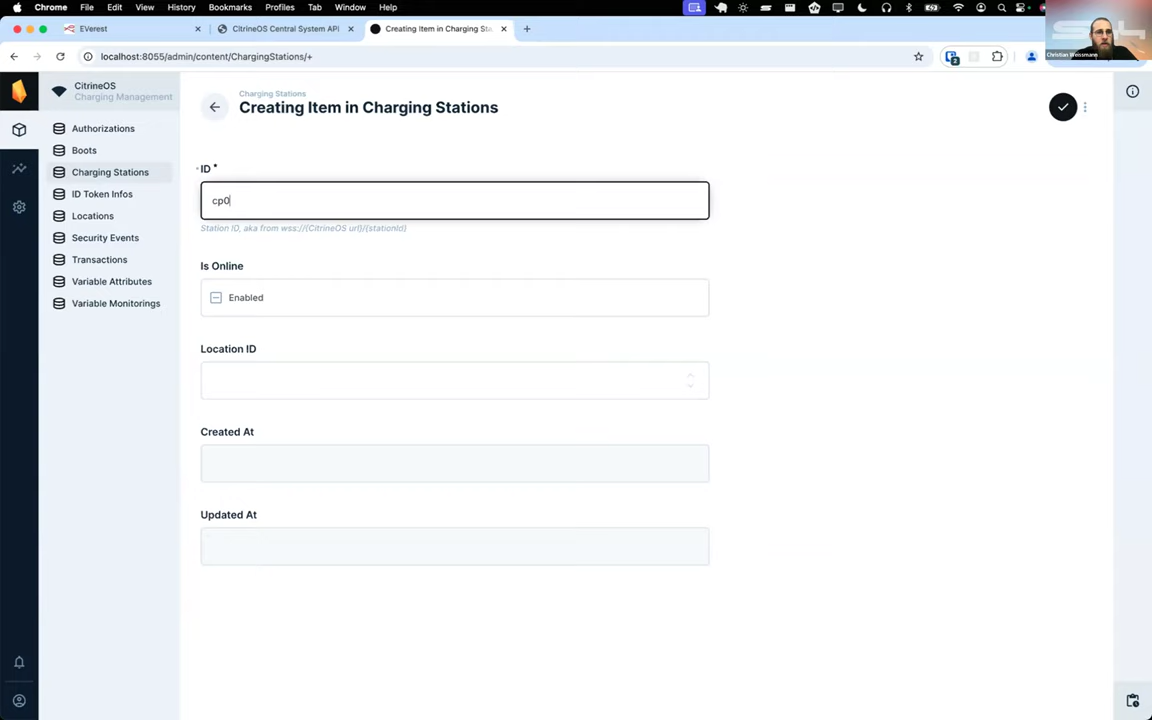 Chrome File Edit View History Bookmarks Profiles Tab Window Help
EVerest
CitrineOS Central System API
Creating Item in Charging Sta
localhost:8055/admin/content/ChargingStations/+
2
Christian Weissmann
CitrineOS
Charging Management
Authorizations
Boots
Charging Stations
ID Token Infos
Locations
Security Events
Transactions
Variable Attributes
Variable Monitorings
Charging Stations
Creating Item in Charging Stations
ID *
cp0
Station ID, aka from wss://{CitrineOS url}/{stationId}
Is Online
Enabled
Location ID
Created At
Updated At